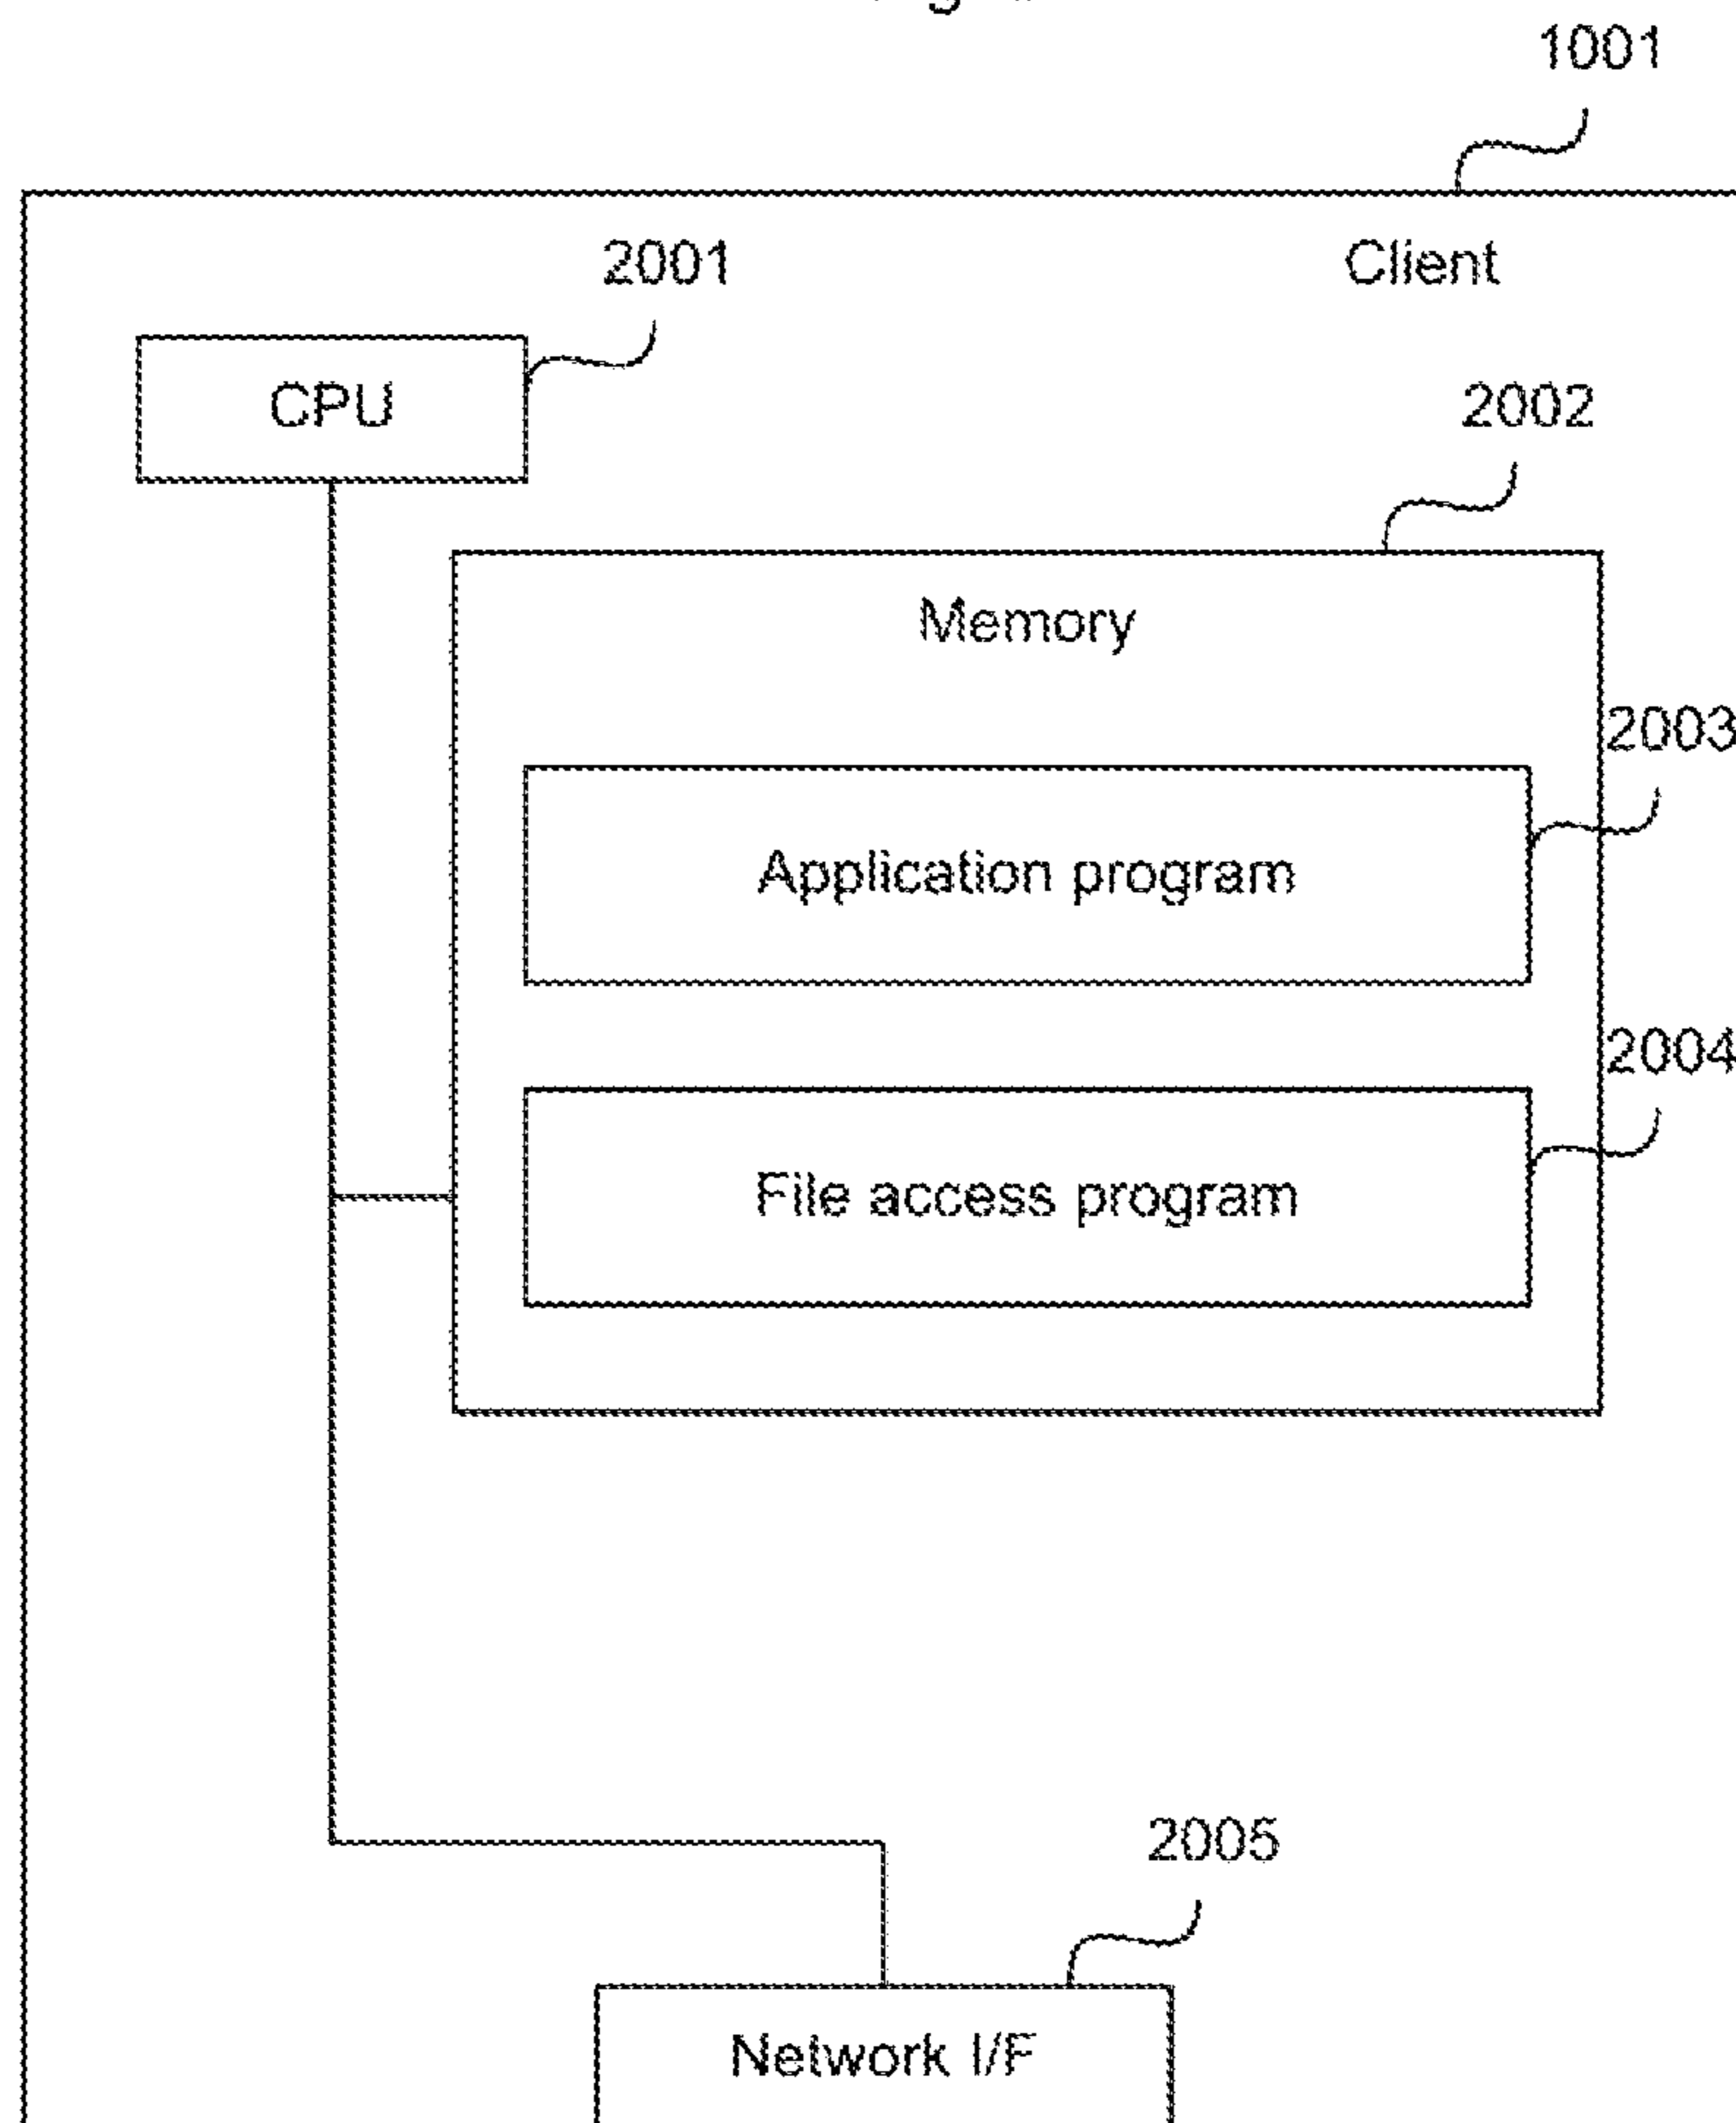 1001
2001
Client
CPU
2002
Memory
2003
Application program
2004
File access program
2005
Network I/F